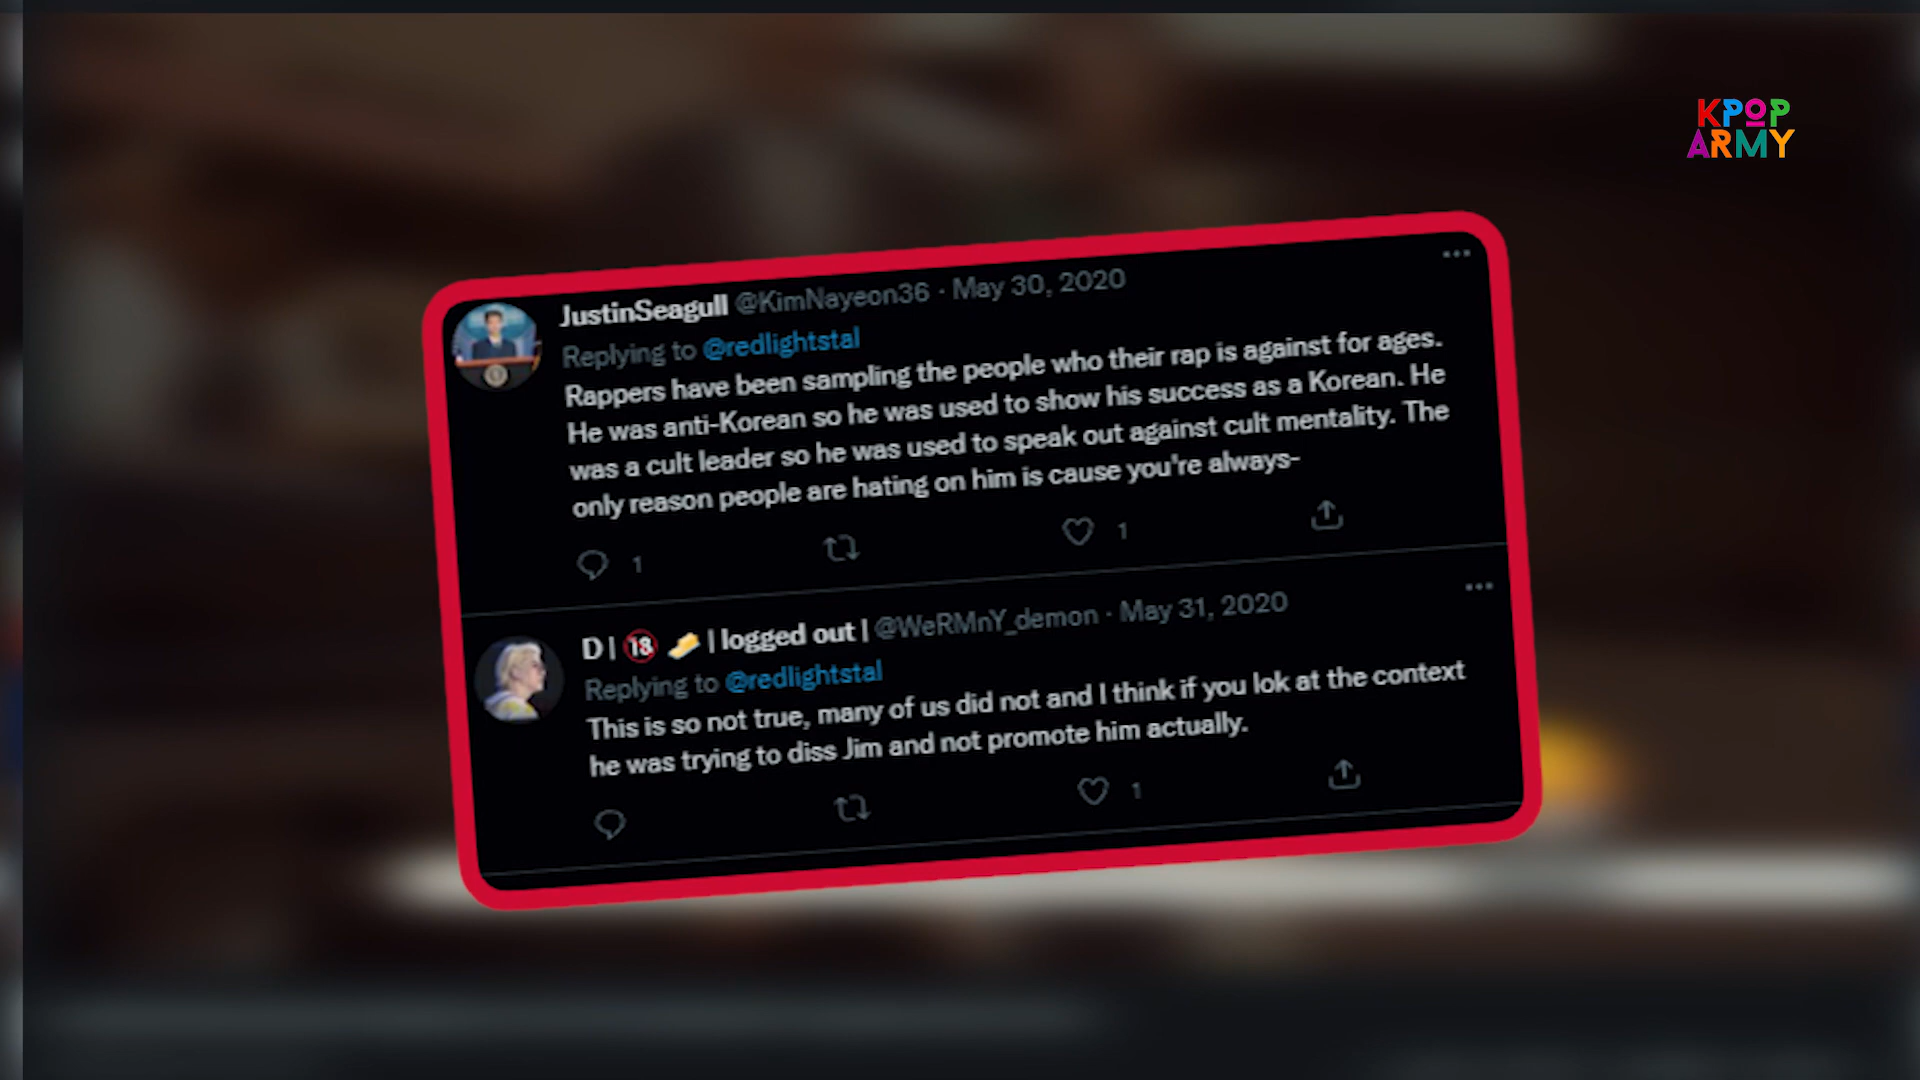 KPOP
ARMY
JustinSeagull @KimNayeon36 · May 30, 2020
Replying to @redlightstal
Rappers have been sampling the people who their rap is against for ages.
He was anti-Korean so he was used to show his success as a Korean. He
was a cult leader so he was used to speak out against cult mentality. The
only reason people are hating on him is cause you're always-
1
1
D | 🔞 🧈 | logged out | @WeRMnY_demon · May 31, 2020
Replying to @redlightstal
This is so not true, many of us did not and I think if you lok at the context
he was trying to diss Jim and not promote him actually.
1